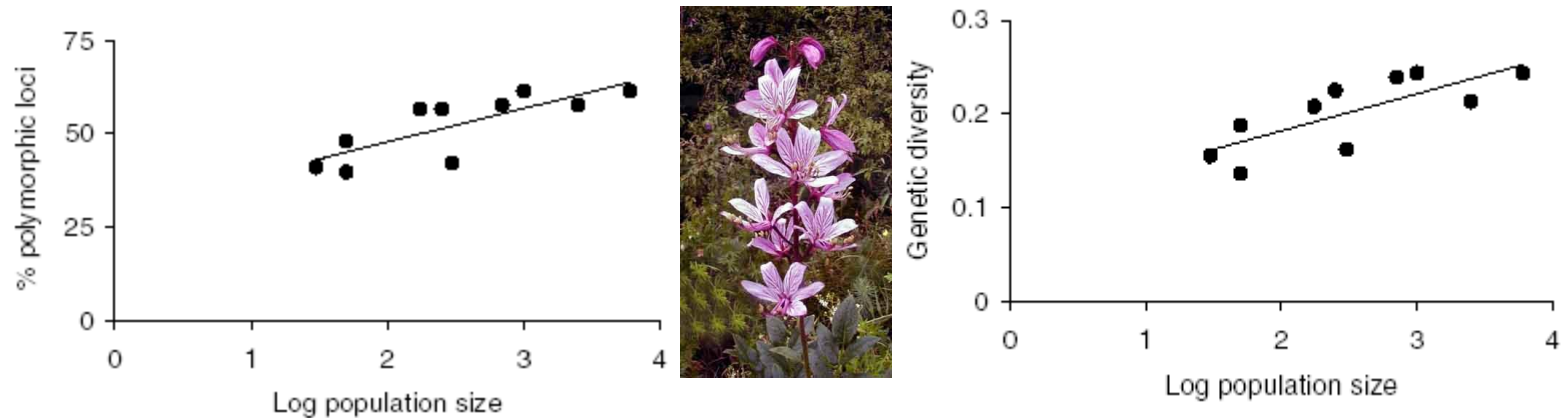 % polymorphic loci
75
50
25
0
0 1 2 3 4
Log population size
Genetic diversity
0.3
0.2
0.1
0
0 1 2 3 4
Log population size